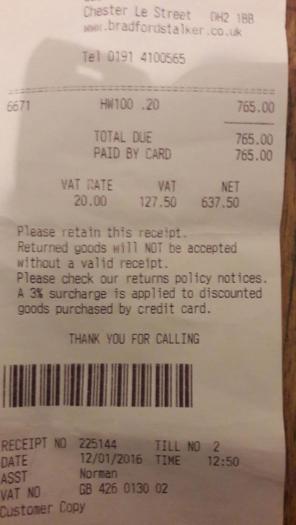 Chester Le Street DH2 1BB
www.bradfordstalker.co.uk
Tel 0191 4100565
6671 HW100 .20 765.00
TOTAL DUE 765.00
PAID BY CARD 765.00
VAT RATE VAT NET
20.00 127.50 637.50
Please retain this receipt.
Returned goods will NOT be accepted
without a valid receipt.
Please check our returns policy notices.
A 3% surcharge is applied to discounted
goods purchased by credit card.
THANK YOU FOR CALLING
RECEIPT NO 225144 TILL NO 2
DATE 12/01/2016 TIME 12:50
ASST Norman
VAT NO GB 426 0130 02
Customer Copy